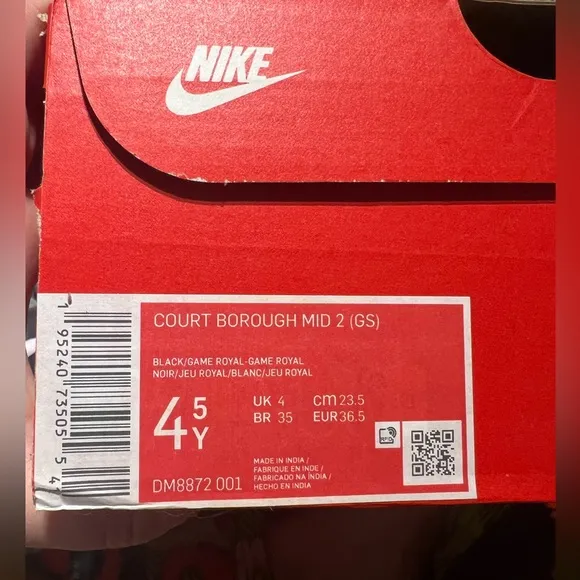 NIKE
COURT BOROUGH MID 2 (GS)
BLACK/GAME ROYAL-GAME ROYAL
NOIR/JEU ROYAL/BLANC/JEU ROYAL
4 5 Y
UK 4 CM 23.5
BR 35 EUR 36.5
RFID
MADE IN INDIA /
FABRIQUE EN INDE /
FABRICADO NA ÍNDIA /
HECHO EN INDIA
DM8872 001
1 95240 73505 54